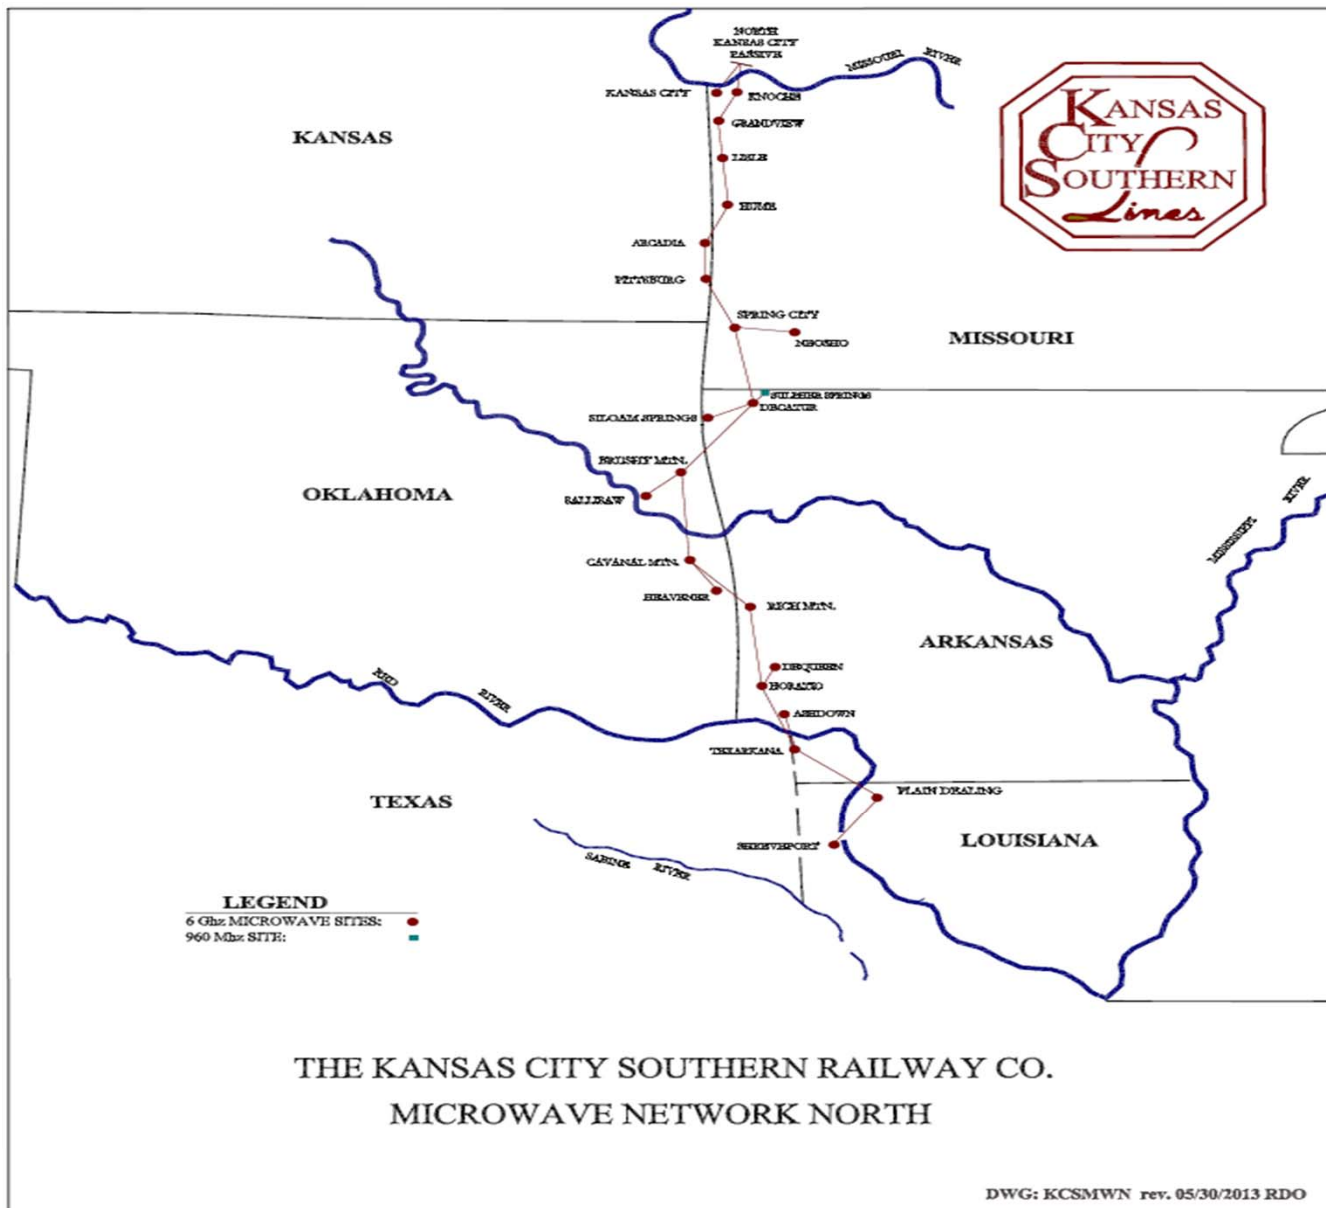 NORTH
KANSAS CITY
PASSIVE
MISSOURI RIVER
KANSAS CITY
KNOCHE
KANSAS
CITY
SOUTHERN
Lines
GRANDVIEW
KANSAS
LISLE
HUME
ARCADIA
PITTSBURG
SPRING CITY
NEOSHO
MISSOURI
SULPHER SPRINGS
DECATUR
SILOAM SPRINGS
BRUSHY MTN.
OKLAHOMA
SALLISAW
MISSISSIPPI RIVER
CAVANAL MTN.
HEAVENER
RICH MTN.
ARKANSAS
DEQUEEN
HORATIO
RED RIVER
ASHDOWN
TEXARKANA
TEXAS
PLAIN DEALING
LOUISIANA
SHREVEPORT
SABINE RIVER
LEGEND
6 Ghz MICROWAVE SITES:
960 Mhz SITE:
THE KANSAS CITY SOUTHERN RAILWAY CO.
MICROWAVE NETWORK NORTH
DWG: KCSMWN rev. 05/30/2013 RDO